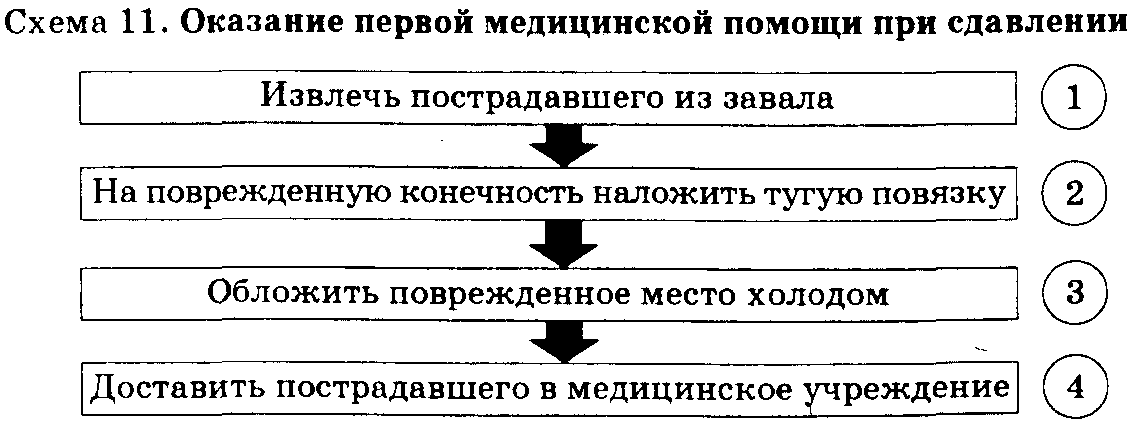 Схема 11. Оказание первой медицинской помощи при сдавлении
Извлечь пострадавшего из завала 1
На поврежденную конечность наложить тугую повязку 2
Обложить поврежденное место холодом 3
Доставить пострадавшего в медицинское учреждение 4